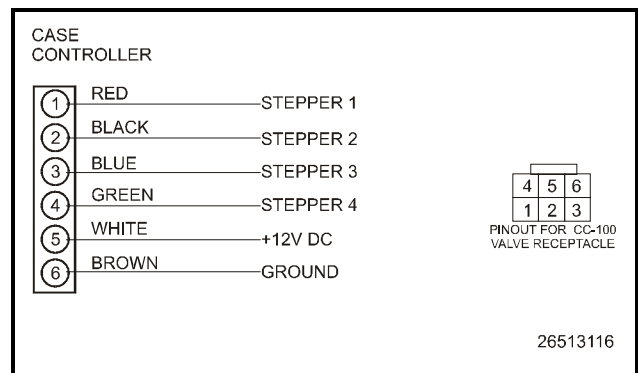 CASE
CONTROLLER
1 RED STEPPER 1
2 BLACK STEPPER 2
3 BLUE STEPPER 3
4 GREEN STEPPER 4
5 WHITE +12V DC
6 BROWN GROUND
4 5 6
1 2 3
PINOUT FOR CC-100
VALVE RECEPTACLE
26513116